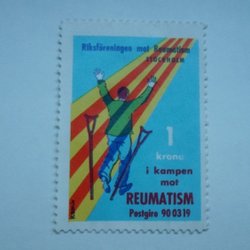 Riksföreningen mot Reumatism
STOCKHOLM
1
krona
i kampen
mot
REUMATISM
Postgiro 90 03 19